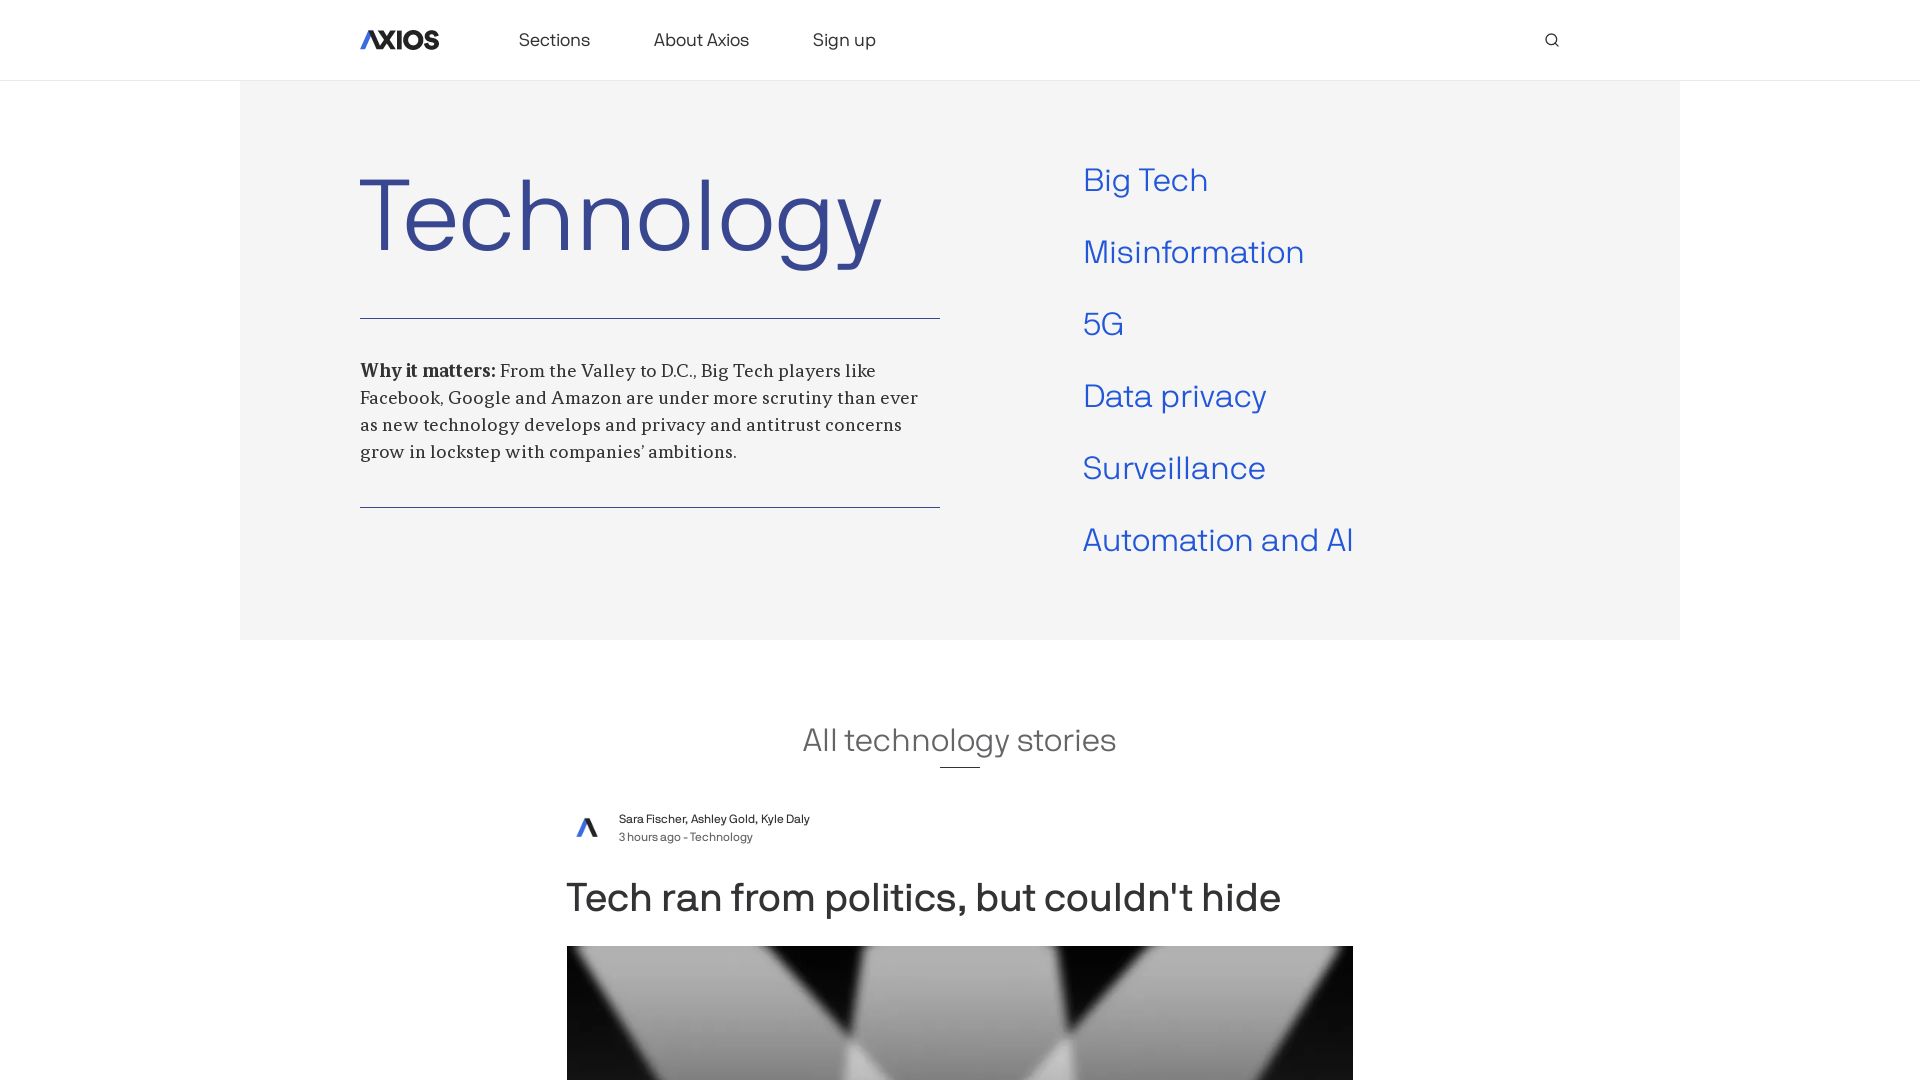 AXIOS
Sections
About Axios
Sign up
Technology
Why it matters: From the Valley to D.C., Big Tech players like
Facebook, Google and Amazon are under more scrutiny than ever
as new technology develops and privacy and antitrust concerns
grow in lockstep with companies’ ambitions.
Big Tech
Misinformation
5G
Data privacy
Surveillance
Automation and AI
All technology stories
Sara Fischer, Ashley Gold, Kyle Daly
3 hours ago - Technology
Tech ran from politics, but couldn't hide